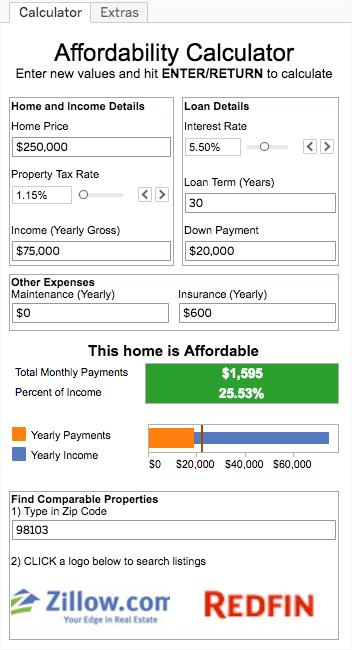 Calculator Extras
Affordability Calculator
Enter new values and hit ENTER/RETURN to calculate
Home and Income Details
Home Price
$250,000
Property Tax Rate
1.15%
Income (Yearly Gross)
$75,000
Loan Details
Interest Rate
5.50%
Loan Term (Years)
30
Down Payment
$20,000
Other Expenses
Maintenance (Yearly) Insurance (Yearly)
$0 $600
This home is Affordable
Total Monthly Payments $1,595
Percent of Income 25.53%
Yearly Payments
Yearly Income
$0 $20,000 $40,000 $60,000
Find Comparable Properties
1) Type in Zip Code
98103
2) CLICK a logo below to search listings
Zillow.com
Your Edge in Real Estate
REDFIN